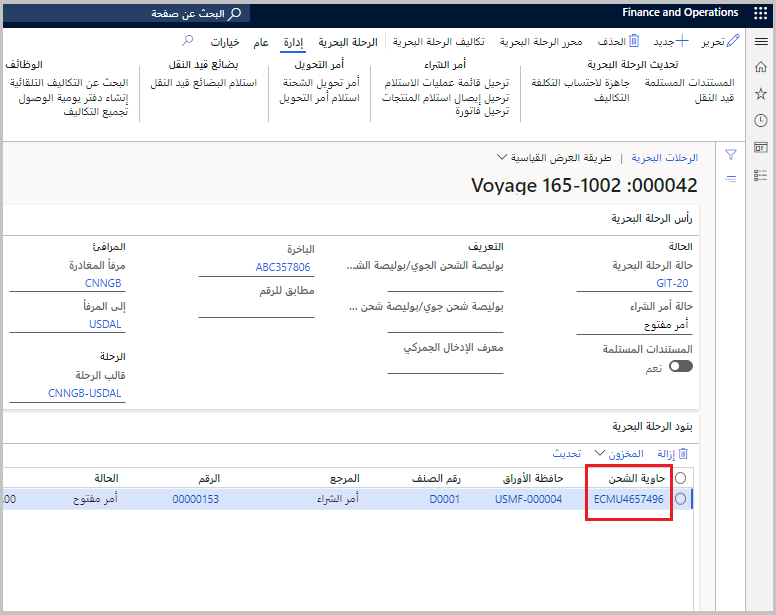 Finance and Operations
البحث عن صفحة
تحرير
جديد
الحذف
محرر الرحلة البحرية
تكاليف الرحلة البحرية
الرحلة البحرية
إدارة
عام
خيارات
تحديث الرحلة البحرية
المستندات المستلمة
قيد النقل
جاهزة لاحتساب التكلفة
التكاليف
أمر الشراء
ترحيل قائمة عمليات الاستلام
ترحيل إيصال استلام المنتجات
ترحيل فاتورة
أمر التحويل
أمر تحويل الشحنة
استلام أمر التحويل
بضائع قيد النقل
استلام البضائع قيد النقل
الوظائف
البحث عن التكاليف التلقائية
إنشاء دفتر يومية الوصول
تجميع التكاليف
الرحلات البحرية | طريقة العرض القياسية
Voyage 165-1002 :000042
رأس الرحلة البحرية
الحالة
حالة الرحلة البحرية
GIT-20
حالة أمر الشراء
أمر مفتوح
المستندات المستلمة
نعم
التعريف
بوليصة الشحن الجوي/بوليصة الش...
بوليصة شحن جوي/بوليصة شحن ...
معرف الإدخال الجمركي
الباخرة
ABC357806
مطابق للرقم
المرافئ
مرفأ المغادرة
CNNGB
إلى المرفأ
USDAL
الرحلة
قالب الرحلة
CNNGB-USDAL
بنود الرحلة البحرية
إزالة
المخزون
تحديث
حاوية الشحن
حافظة الأوراق
رقم الصنف
المرجع
الرقم
الحالة
ECMU4657496
USMF-000004
D0001
أمر الشراء
00000153
أمر مفتوح
.00